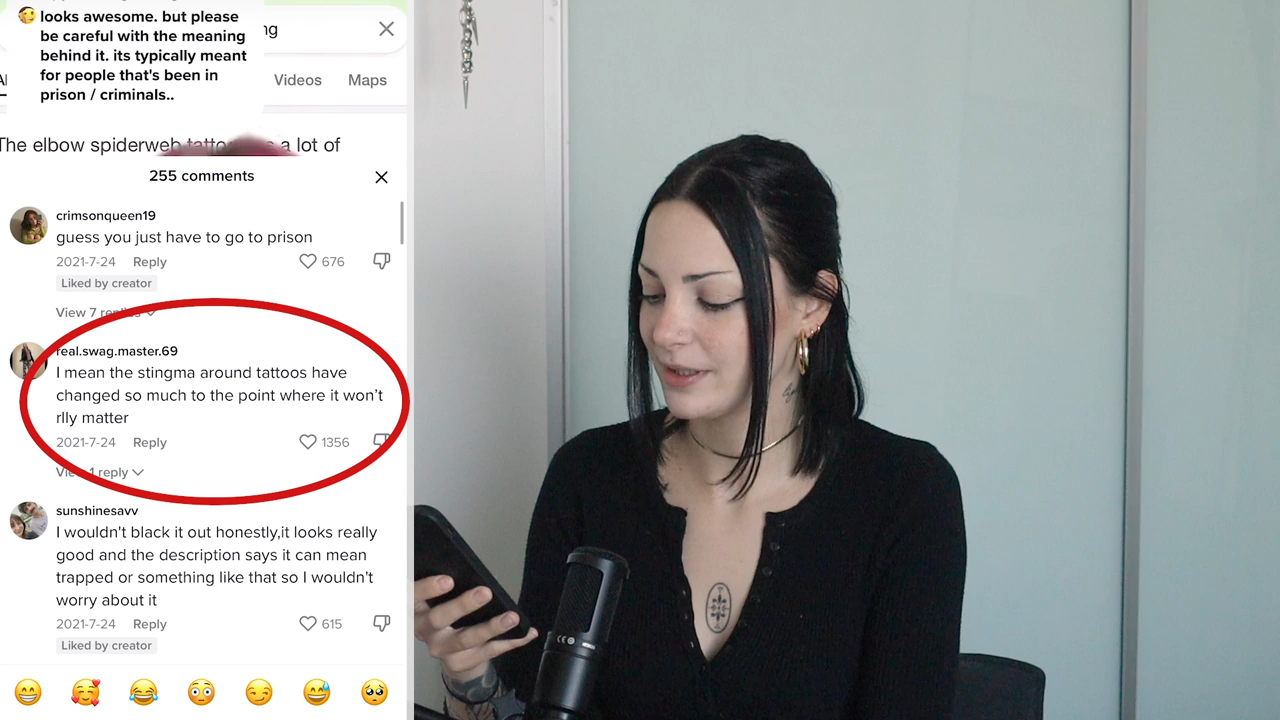 looks awesome. but please
be careful with the meaning
behind it. its typically meant
for people that's been in
prison / criminals..
ng
Videos
Maps
The elbow spiderweb tattoo a lot of
255 comments
crimsonqueen19
guess you just have to go to prison
2021-7-24 Reply 676
Liked by creator
View 7 replies
real.swag.master.69
I mean the stingma around tattoos have
changed so much to the point where it won't
rlly matter
2021-7-24 Reply 1356
View 1 reply
sunshinesavv
I wouldn't black it out honestly,it looks really
good and the description says it can mean
trapped or something like that so I wouldn't
worry about it
2021-7-24 Reply 615
Liked by creator